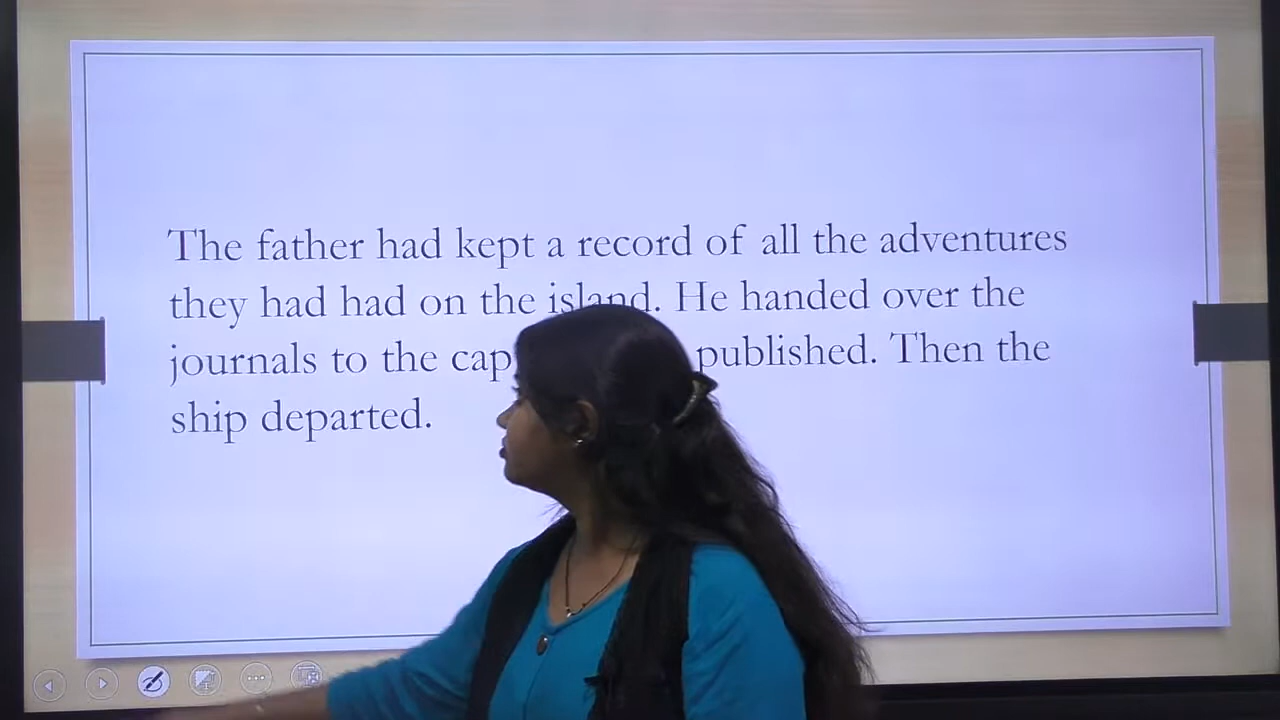 The father had kept a record of all the adventures
they had had on the island. He handed over the
journals to the cap published. Then the
ship departed.